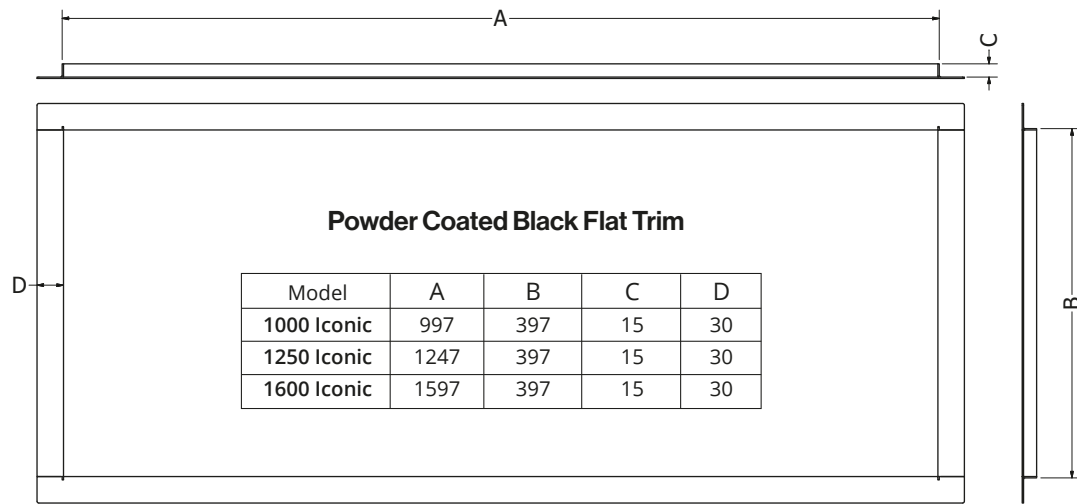 A
C
Powder Coated Black Flat Trim
D
B
Model A B C D
1000 Iconic 997 397 15 30
1250 Iconic 1247 397 15 30
1600 Iconic 1597 397 15 30